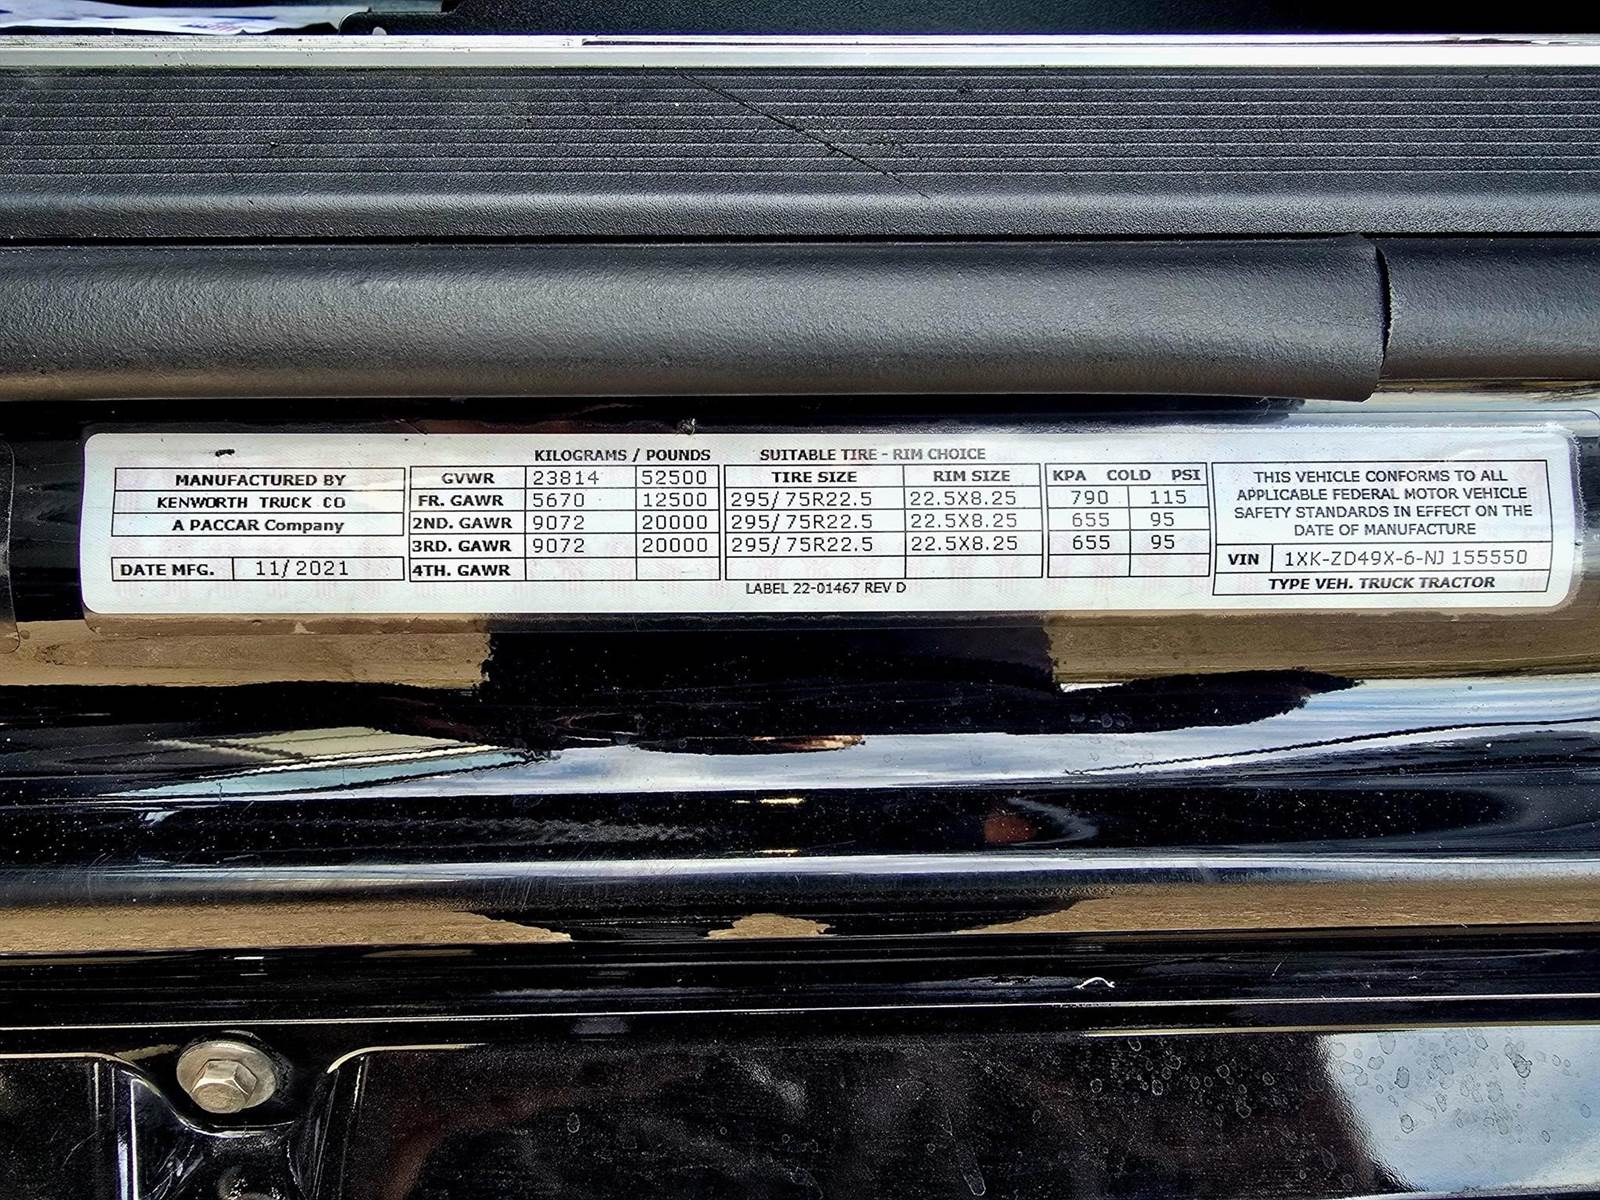 KILOGRAMS / POUNDS SUITABLE TIRE - RIM CHOICE
MANUFACTURED BY
KENWORTH TRUCK CO
A PACCAR Company
DATE MFG. 11/2021
GVWR 23814 52500
FR. GAWR 5670 12500
2ND. GAWR 9072 20000
3RD. GAWR 9072 20000
4TH. GAWR
TIRE SIZE RIM SIZE
295/75R22.5 22.5X8.25
295/75R22.5 22.5X8.25
295/75R22.5 22.5X8.25
LABEL 22-01467 REV D
KPA COLD PSI
790 115
655 95
655 95
THIS VEHICLE CONFORMS TO ALL
APPLICABLE FEDERAL MOTOR VEHICLE
SAFETY STANDARDS IN EFFECT ON THE
DATE OF MANUFACTURE
VIN 1XK-ZD49X-6-NJ 155550
TYPE VEH. TRUCK TRACTOR